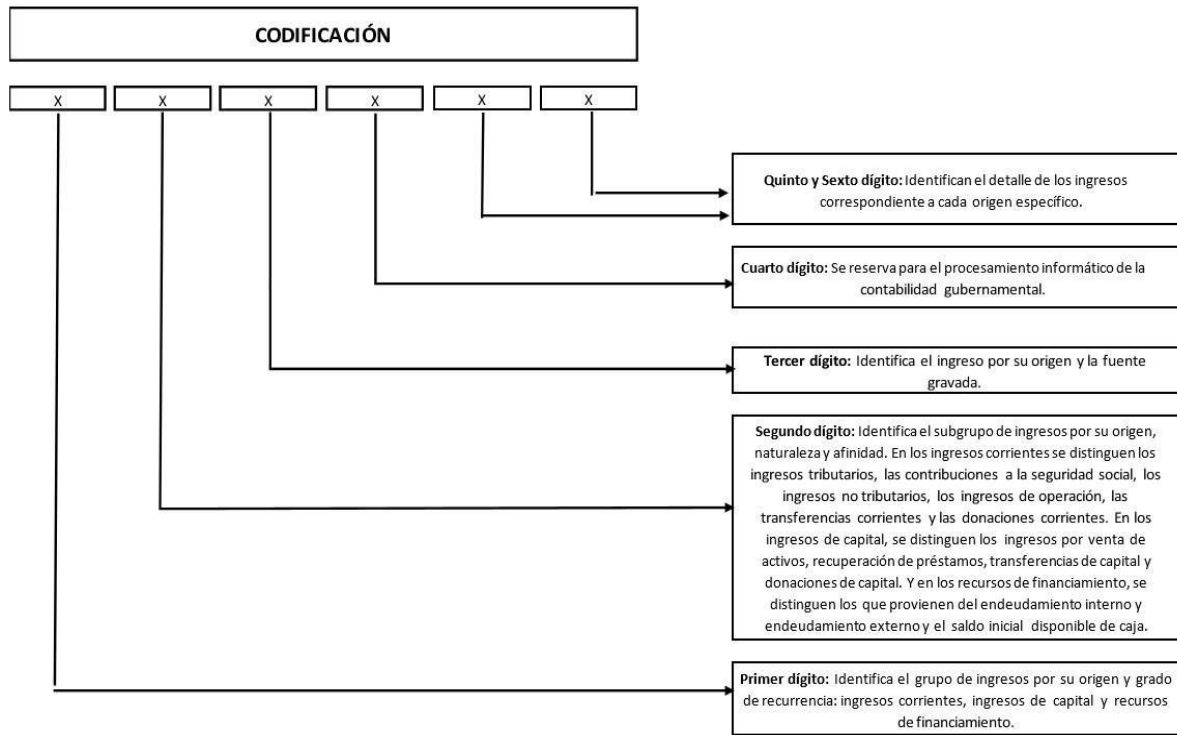 CODIFICACIÓN
X X X X X X
Quinto y Sexto dígito: Identifican el detalle de los ingresos
correspondiente a cada origen específico.
Cuarto dígito: Se reserva para el procesamiento informático de la
contabilidad gubernamental.
Tercer dígito: Identifica el ingreso por su origen y la fuente
gravada.
Segundo dígito: Identifica el subgrupo de ingresos por su origen,
naturaleza y afinidad. En los ingresos corrientes se distinguen los
ingresos tributarios, las contribuciones a la seguridad social, los
ingresos no tributarios, los ingresos de operación, las
transferencias corrientes y las donaciones corrientes. En los
ingresos de capital, se distinguen los ingresos por venta de
activos, recuperación de préstamos, transferencias de capital y
donaciones de capital. Y en los recursos de financiamiento, se
distinguen los que provienen del endeudamiento interno y
endeudamiento externo y el saldo inicial disponible de caja.
Primer dígito: Identifica el grupo de ingresos por su origen y grado
de recurrencia: ingresos corrientes, ingresos de capital y recursos
de financiamiento.